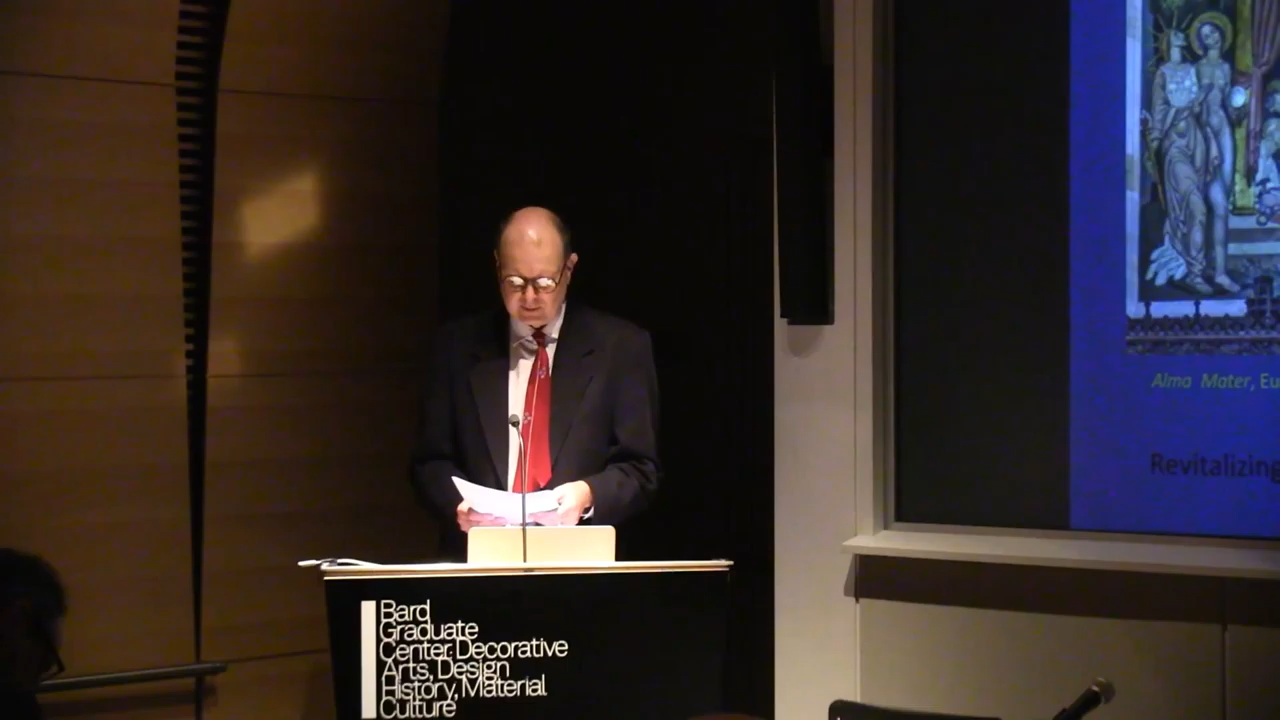 Bard
Graduate
Center: Decorative
Arts, Design
History, Material
Culture
Alma Mater, Eu
Revitalizing